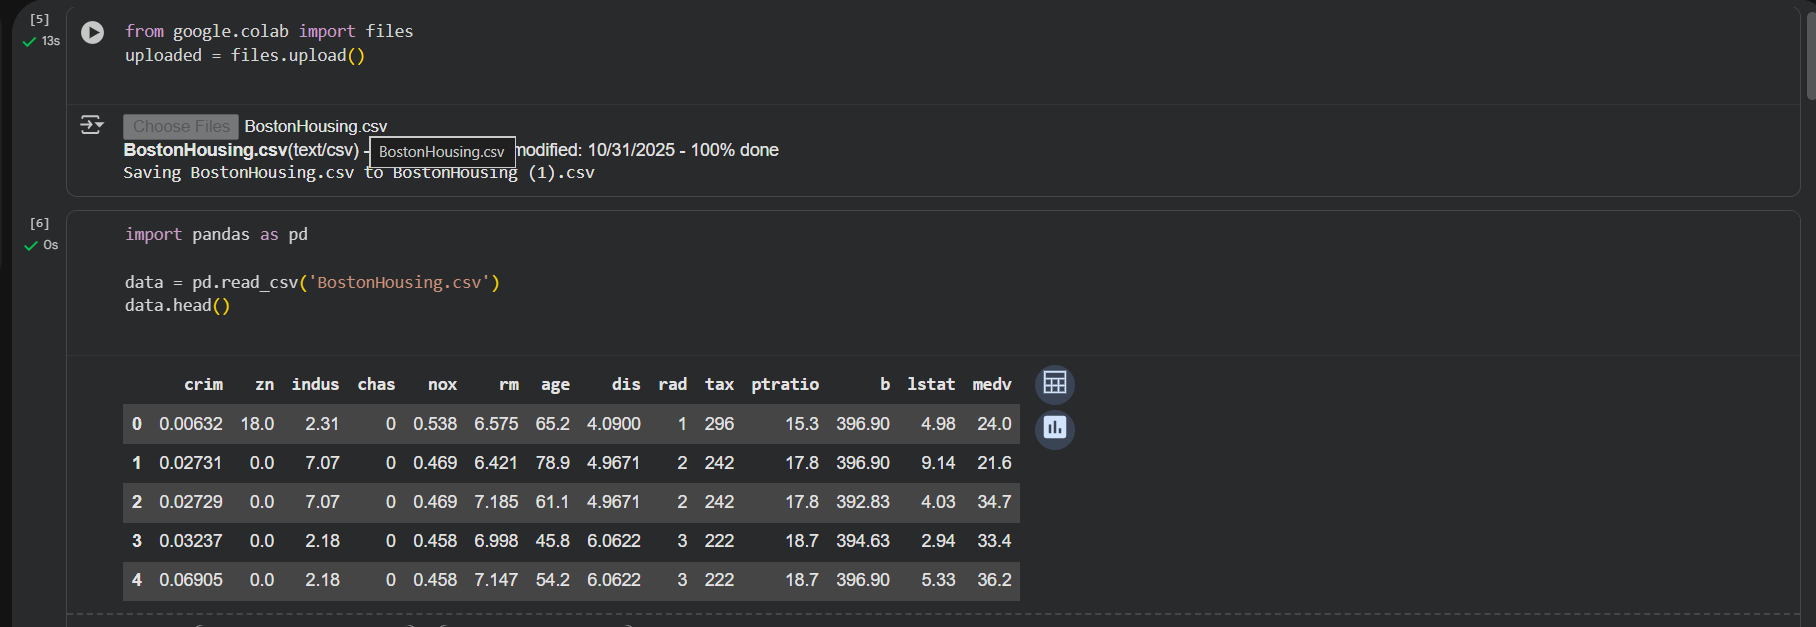 [5]
13s
from google.colab import files
uploaded = files.upload()
Choose Files BostonHousing.csv
BostonHousing.csv(text/csv) - BostonHousing.csv modified: 10/31/2025 - 100% done
Saving BostonHousing.csv to BostonHousing (1).csv
[6]
0s
import pandas as pd
data = pd.read_csv('BostonHousing.csv')
data.head()
crim zn indus chas nox rm age dis rad tax ptratio b lstat medv
0 0.00632 18.0 2.31 0 0.538 6.575 65.2 4.0900 1 296 15.3 396.90 4.98 24.0
1 0.02731 0.0 7.07 0 0.469 6.421 78.9 4.9671 2 242 17.8 396.90 9.14 21.6
2 0.02729 0.0 7.07 0 0.469 7.185 61.1 4.9671 2 242 17.8 392.83 4.03 34.7
3 0.03237 0.0 2.18 0 0.458 6.998 45.8 6.0622 3 222 18.7 394.63 2.94 33.4
4 0.06905 0.0 2.18 0 0.458 7.147 54.2 6.0622 3 222 18.7 396.90 5.33 36.2